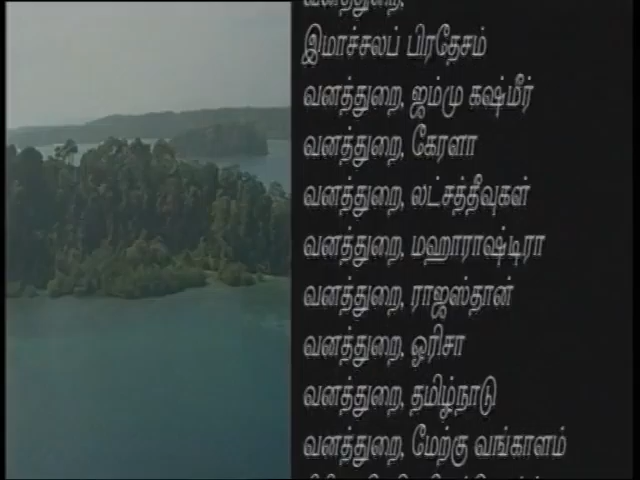 வனத்துறை,
இமாச்சலப் பிரதேசம்
வனத்துறை, ஜம்மு கஷ்மீர்
வனத்துறை, கேரளா
வனத்துறை, லட்சத்தீவுகள்
வனத்துறை, மஹாராஷ்டிரா
வனத்துறை, ராஜஸ்தான்
வனத்துறை, ஒரிசா
வனத்துறை, தமிழ்நாடு
வனத்துறை, மேற்கு வங்காளம்